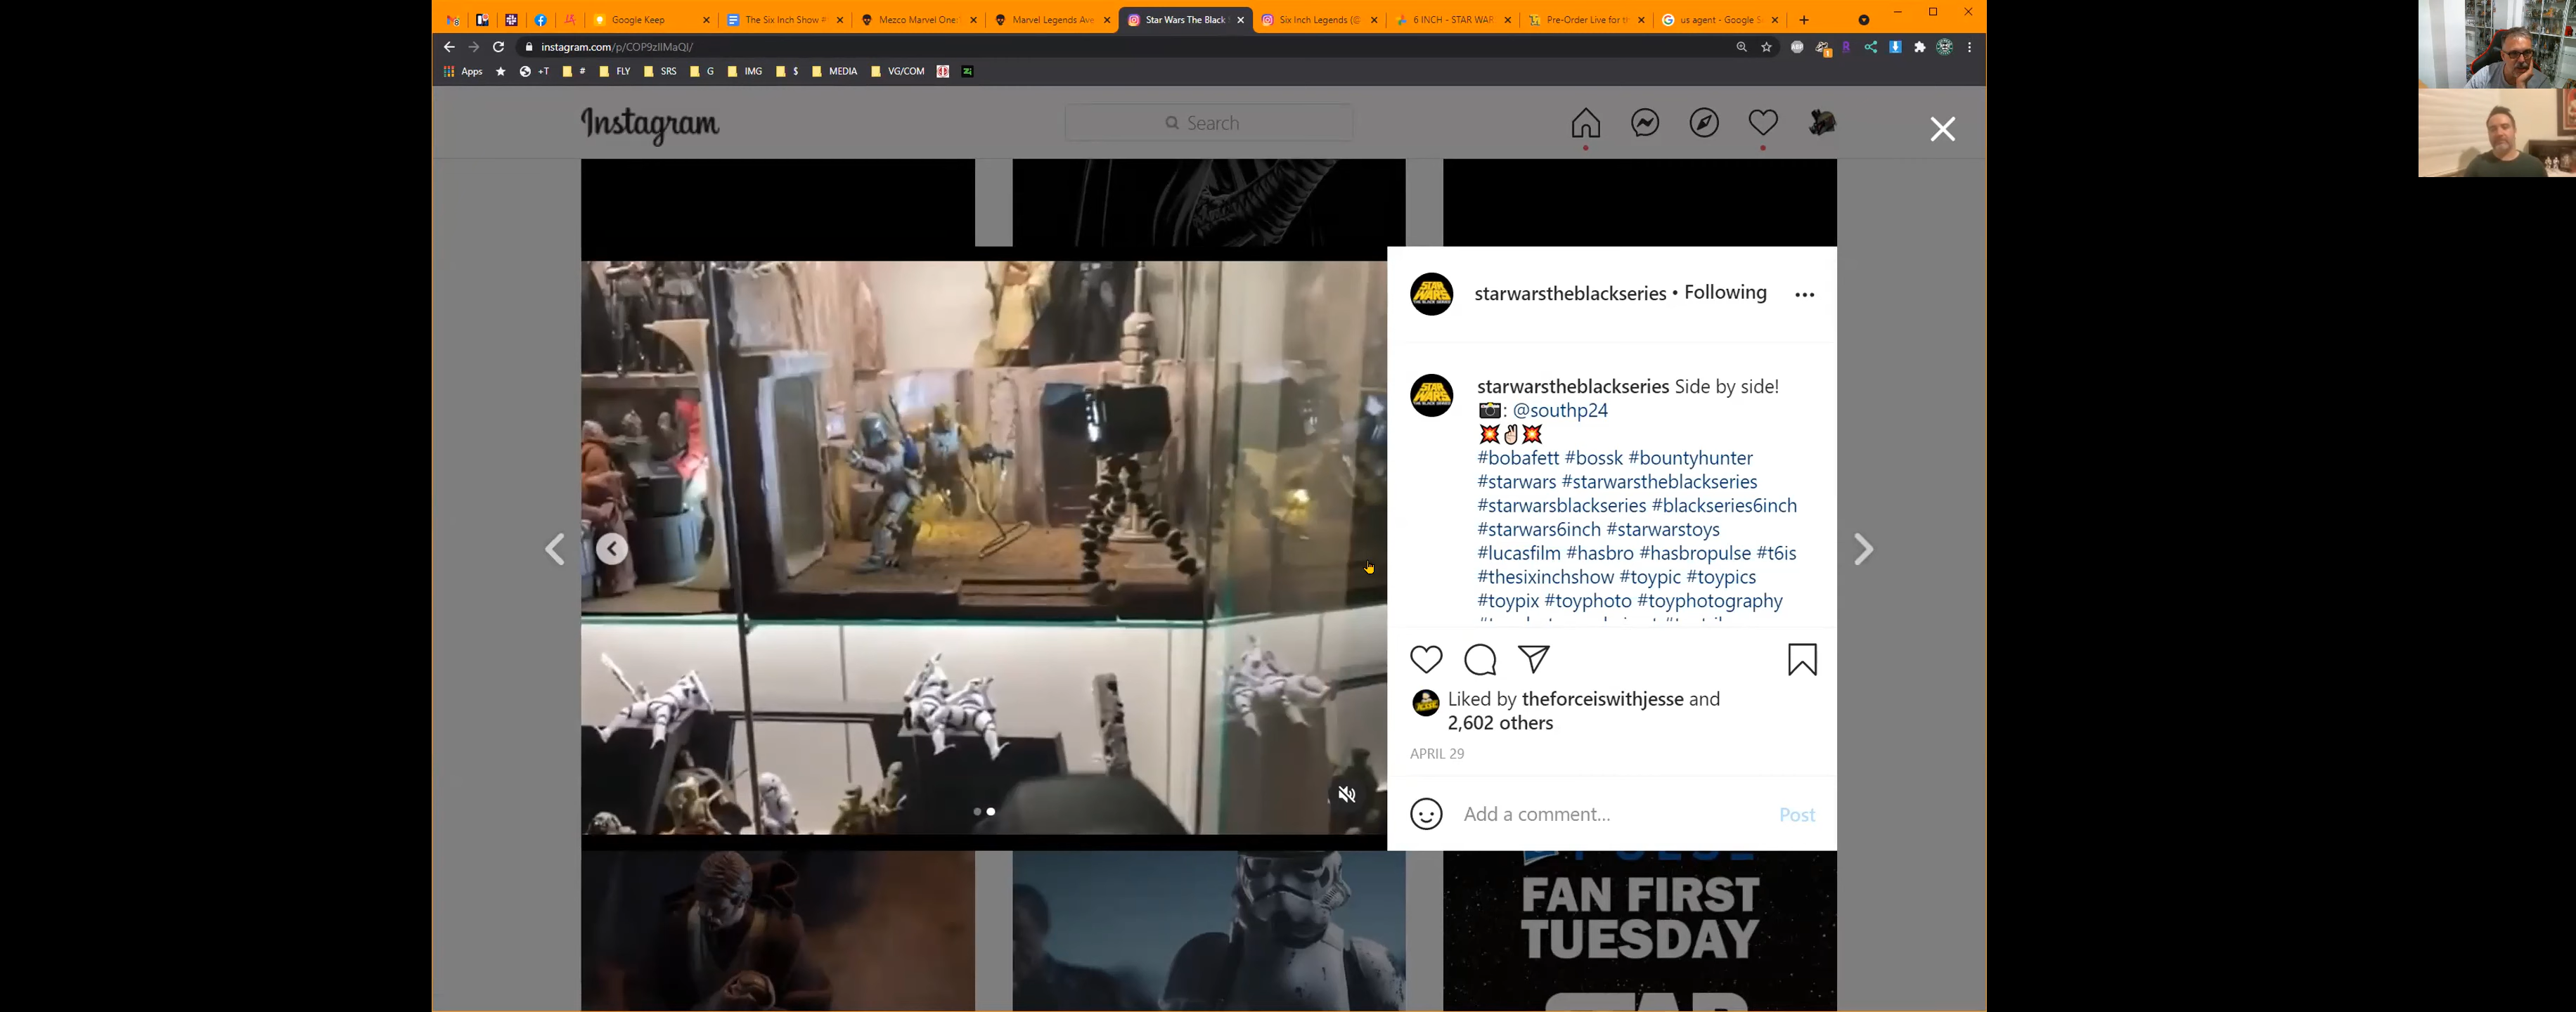 Google Keep
The Six Inch Show #
Mezco Marvel One:
Marvel Legends Ave
Star Wars The Black
Six Inch Legends (@
6 INCH - STAR WAR
Pre-Order Live for t
us agent - Google S
instagram.com/p/COP9zIlMaQI/
Apps
+T
#
FLY
SRS
G
IMG
$
MEDIA
VG/COM
Instagram
Search
starwarstheblackseries • Following
starwarstheblackseries Side by side!
: @southp24
#bobafett #bossk #bountyhunter
#starwars #starwarstheblackseries
#starwarsblackseries #blackseries6inch
#starwars6inch #starwarstoys
#lucasfilm #hasbro #hasbropulse #t6is
#thesixinchshow #toypic #toypics
#toypix #toyphoto #toyphotography
Liked by theforceiswithjesse and
2,602 others
APRIL 29
Add a comment...
Post
PULSE
FAN FIRST
TUESDAY
STAR